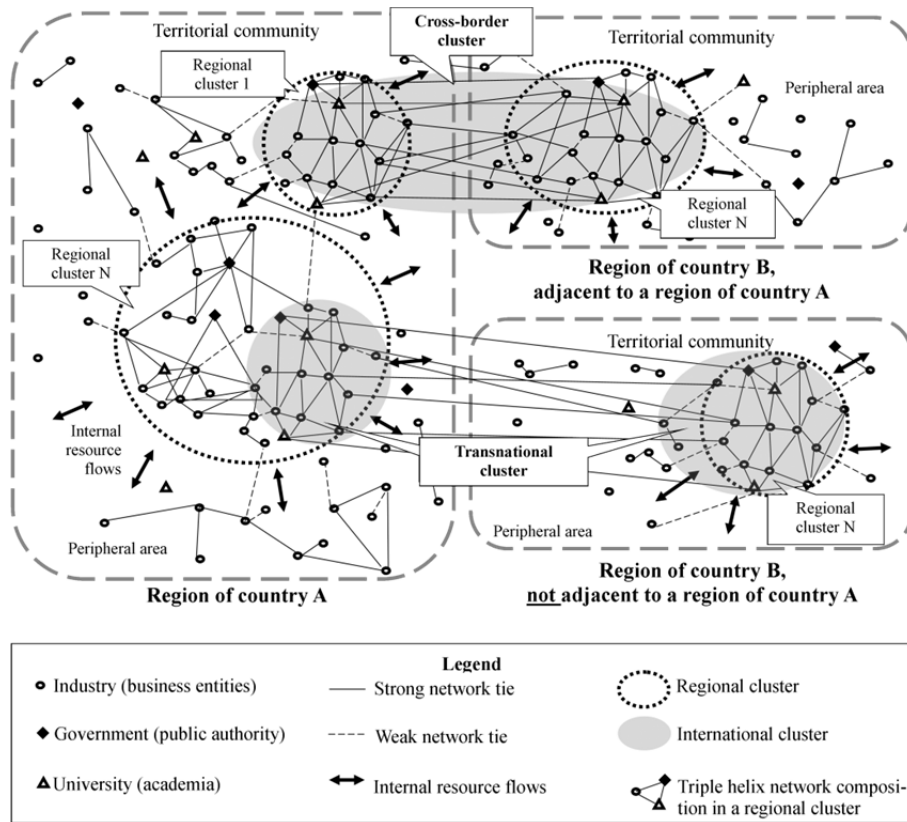 Territorial community
Cross-border
cluster
Territorial community
Regional
cluster 1
Peripheral area
Regional
cluster N
Regional
cluster N
Region of country B,
adjacent to a region of country A
Territorial community
Internal
resource
flows
Transnational
cluster
Regional
cluster N
Peripheral area
Peripheral area
Region of country A
Region of country B,
not adjacent to a region of country A
Legend
Industry (business entities)
Strong network tie
Regional cluster
Government (public authority)
Weak network tie
International cluster
University (academia)
Internal resource flows
Triple helix network composi-
tion in a regional cluster